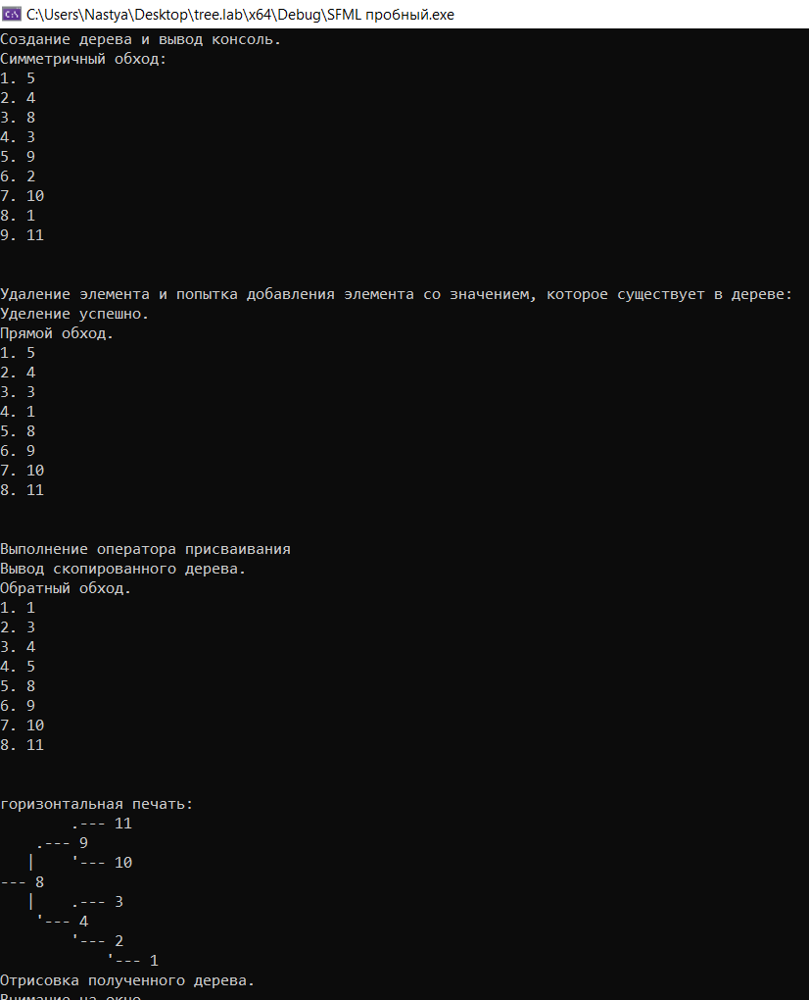 C:\Users\Nastya\Desktop\tree.lab\x64\Debug\SFML пробный.exe
Создание дерева и вывод консоль.
Симметричный обход:
1. 5
2. 4
3. 8
4. 3
5. 9
6. 2
7. 10
8. 1
9. 11
Удаление элемента и попытка добавления элемента со значением, которое существует в дереве:
Уделение успешно.
Прямой обход.
1. 5
2. 4
3. 3
4. 1
5. 8
6. 9
7. 10
8. 11
Выполнение оператора присваивания
Вывод скопированного дерева.
Обратный обход.
1. 1
2. 3
3. 4
4. 5
5. 8
6. 9
7. 10
8. 11
горизонтальная печать:
        .--- 11
    .--- 9
   |    '--- 10
--- 8
   |    .--- 3
    '--- 4
        '--- 2
            '--- 1
Отрисовка полученного дерева.
Внимание на окно